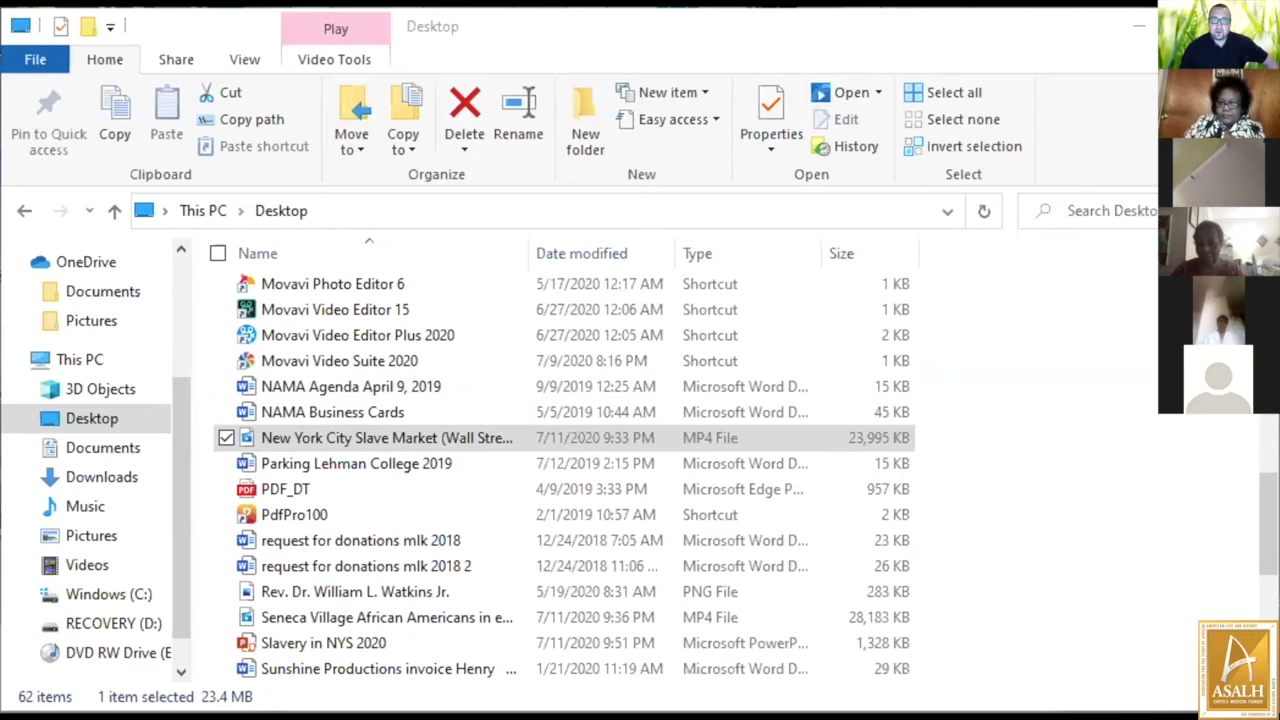 Play
Desktop
File
Home
Share
View
Video Tools
Pin to Quick access
Copy
Paste
Cut
Copy path
Paste shortcut
Clipboard
Move to
Copy to
Delete
Rename
Organize
New folder
New item
Easy access
New
Properties
Open
Edit
History
Open
Select all
Select none
Invert selection
Select
This PC > Desktop
Search Deskto
OneDrive
Documents
Pictures
This PC
3D Objects
Desktop
Documents
Downloads
Music
Pictures
Videos
Windows (C:)
RECOVERY (D:)
DVD RW Drive (E
Name Date modified Type Size
Movavi Photo Editor 6 5/17/2020 12:17 AM Shortcut 1 KB
Movavi Video Editor 15 6/27/2020 12:06 AM Shortcut 1 KB
Movavi Video Editor Plus 2020 6/27/2020 12:05 AM Shortcut 2 KB
Movavi Video Suite 2020 7/9/2020 8:16 PM Shortcut 1 KB
NAMA Agenda April 9, 2019 9/9/2019 12:25 AM Microsoft Word D... 15 KB
NAMA Business Cards 5/5/2019 10:44 AM Microsoft Word D... 45 KB
New York City Slave Market (Wall Stre... 7/11/2020 9:33 PM MP4 File 23,995 KB
Parking Lehman College 2019 7/12/2019 2:15 PM Microsoft Word D... 15 KB
PDF_DT 4/9/2019 3:33 PM Microsoft Edge P... 957 KB
PdfPro100 2/1/2019 10:57 AM Shortcut 2 KB
request for donations mlk 2018 12/24/2018 7:05 AM Microsoft Word D... 23 KB
request for donations mlk 2018 2 12/24/2018 11:06 ... Microsoft Word D... 26 KB
Rev. Dr. William L. Watkins Jr. 5/19/2020 8:31 AM PNG File 283 KB
Seneca Village African Americans in e... 7/11/2020 9:36 PM MP4 File 28,183 KB
Slavery in NYS 2020 7/11/2020 9:51 PM Microsoft PowerP... 1,328 KB
Sunshine Productions invoice Henry ... 1/21/2020 11:19 AM Microsoft Word D... 29 KB
62 items 1 item selected 23.4 MB
ASALH